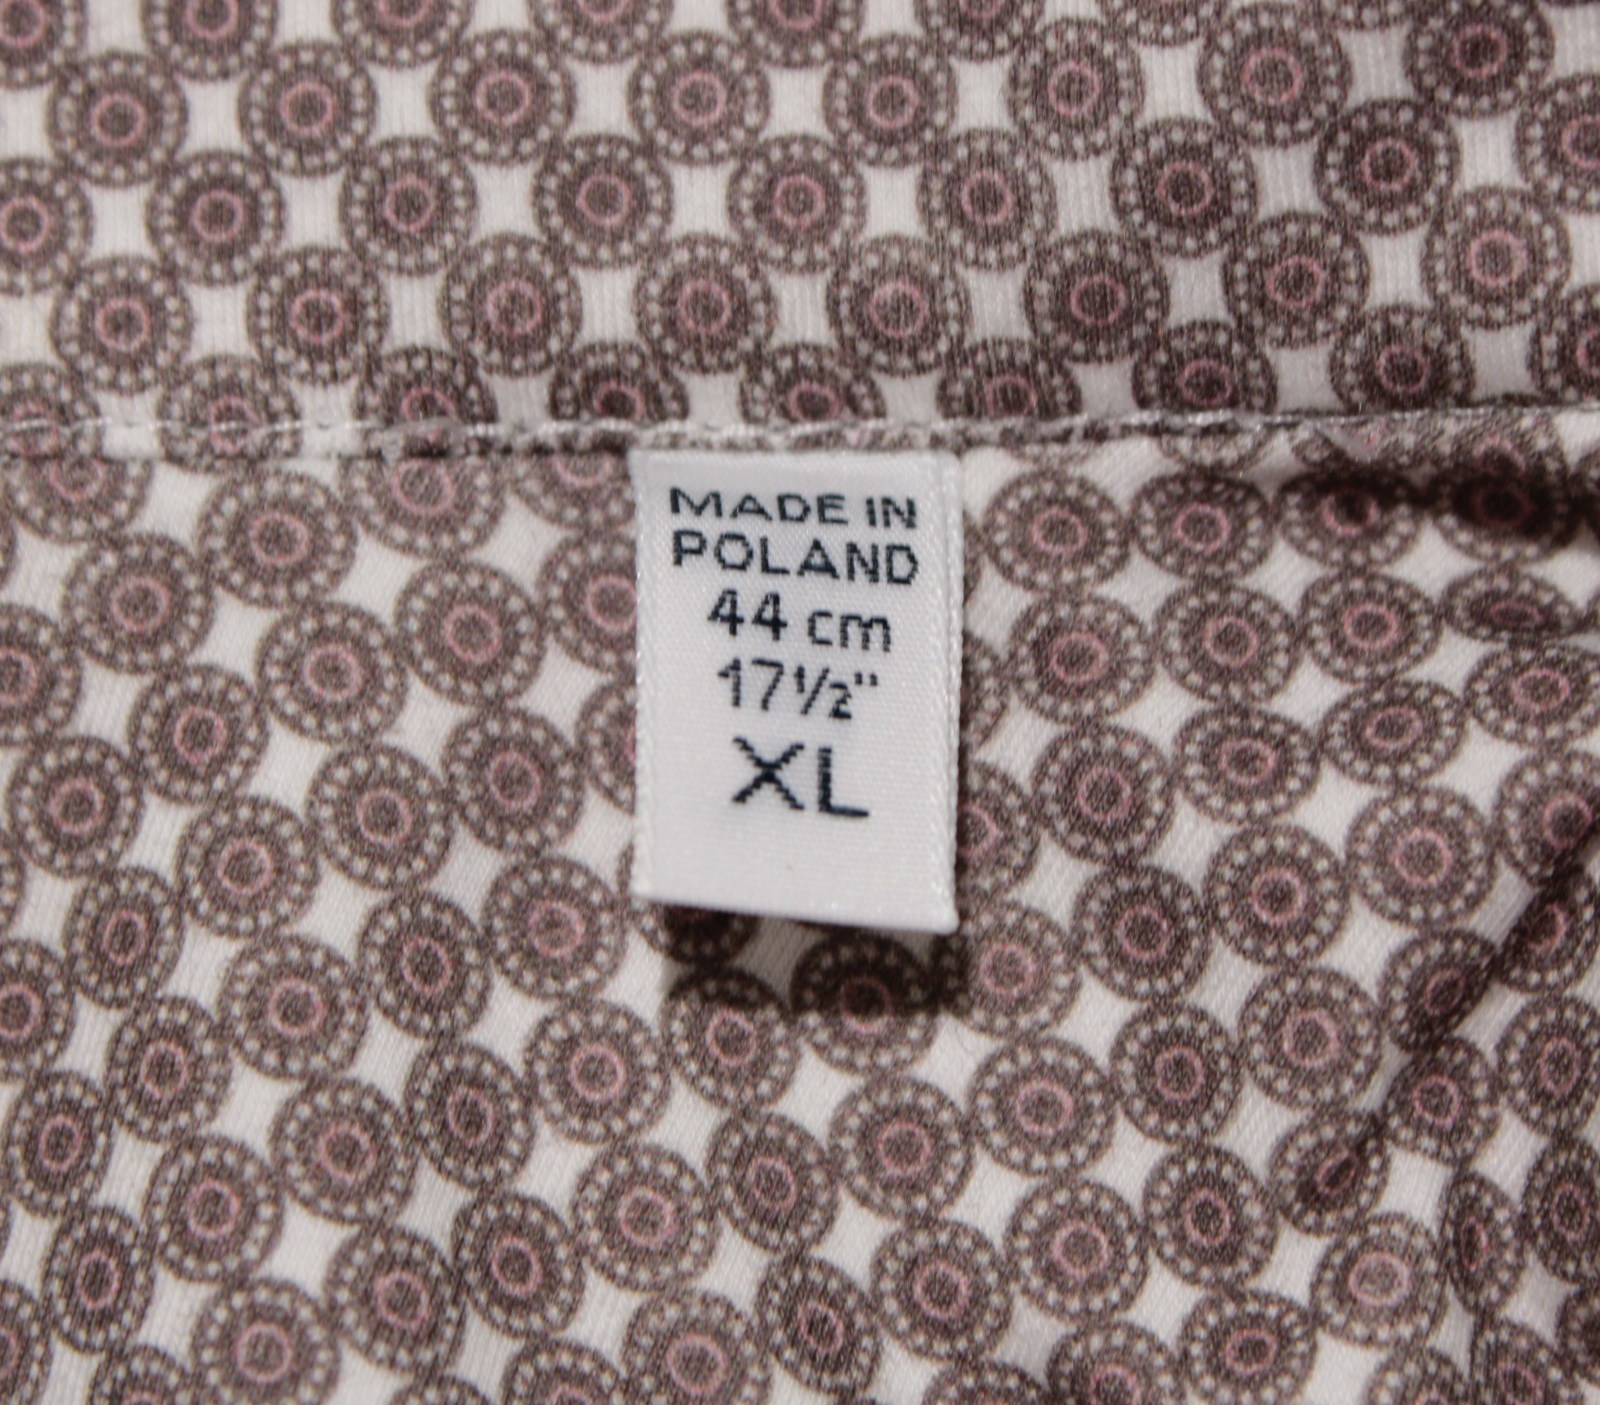 MADE IN
POLAND
44 cm
17½"
XL